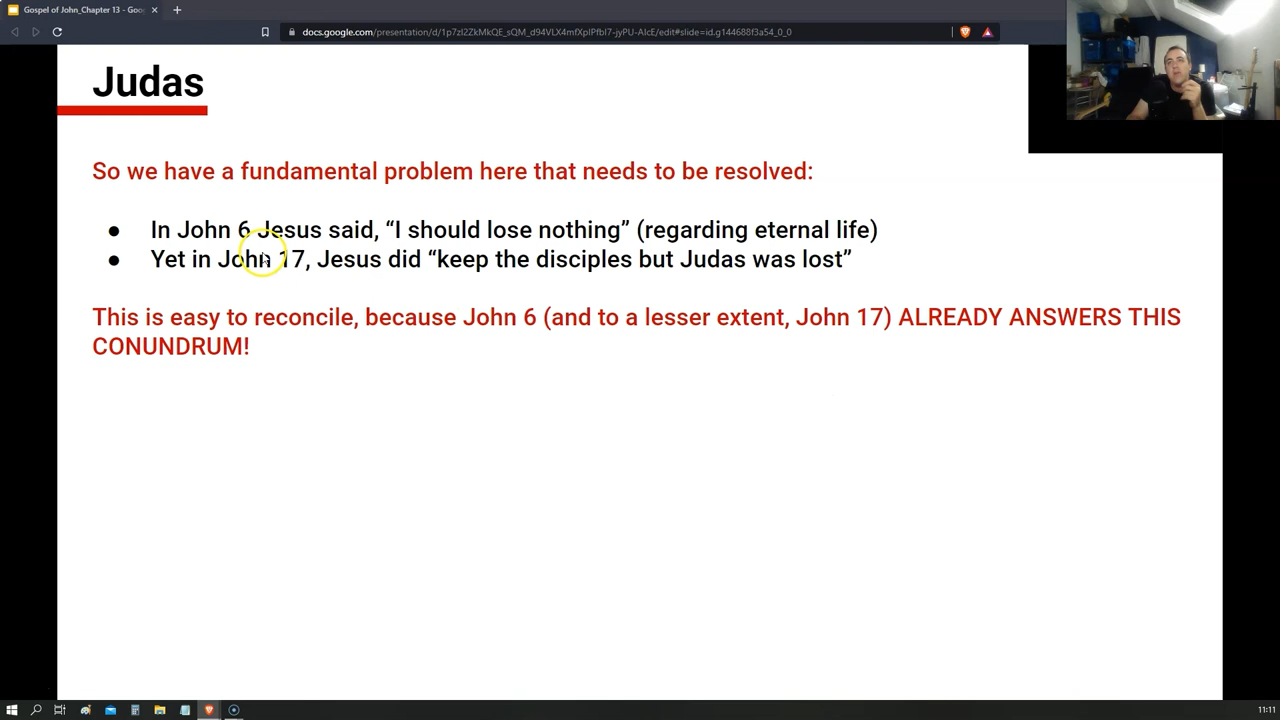 Gospel of John_Chapter 13 - Goo
docs.google.com/presentation/d/1p7zl2ZkMkQE_sQM_d94VLX4mfXpIPfbI7-jyPU-AIcE/edit#slide=id.g144688f3a54_0_0
Judas
So we have a fundamental problem here that needs to be resolved:
● In John 6 Jesus said, “I should lose nothing” (regarding eternal life)
● Yet in John 17, Jesus did “keep the disciples but Judas was lost”
This is easy to reconcile, because John 6 (and to a lesser extent, John 17) ALREADY ANSWERS THIS
CONUNDRUM!
11:11